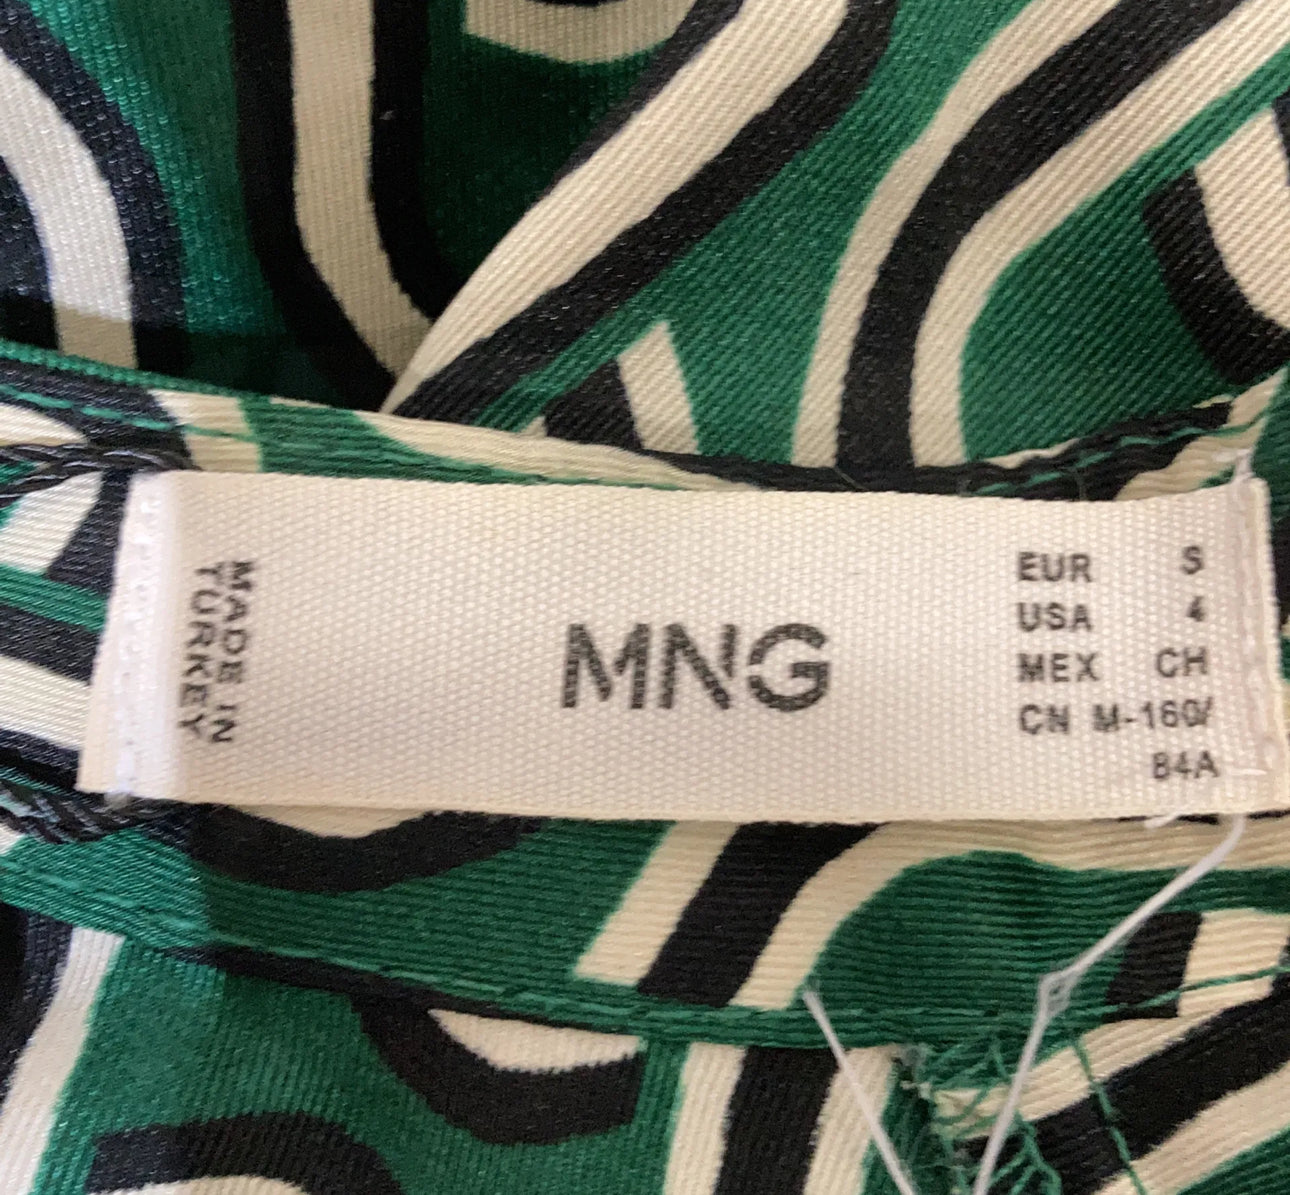 MADE IN
TURKEY
MNG
EUR S
USA 4
MEX CH
CN M-160/
84A